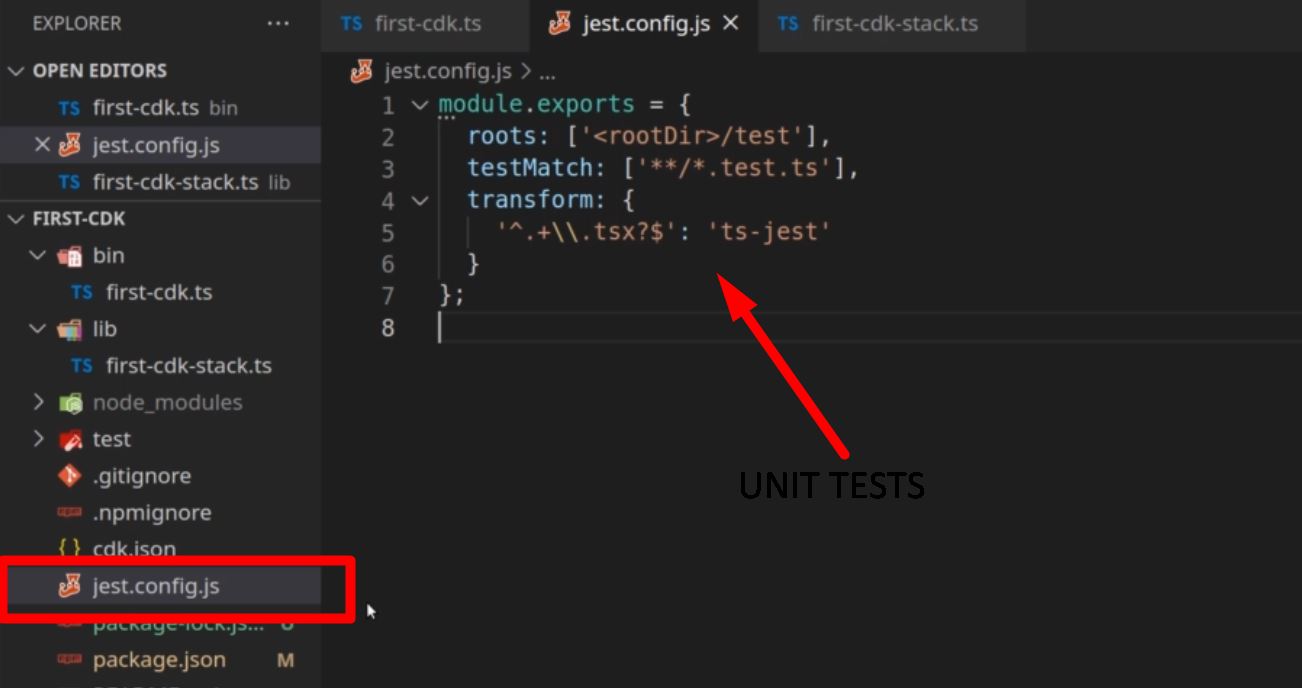 EXPLORER ...
TS first-cdk.ts
jest.config.js ×
TS first-cdk-stack.ts
OPEN EDITORS
TS first-cdk.ts bin
× jest.config.js
TS first-cdk-stack.ts lib
FIRST-CDK
bin
TS first-cdk.ts
lib
TS first-cdk-stack.ts
node_modules
test
.gitignore
.npmignore
{ } cdk.json
jest.config.js
package-lock.js... U
package.json M
jest.config.js > ...
1 module.exports = {
2 roots: ['<rootDir>/test'],
3 testMatch: ['**/*.test.ts'],
4 transform: {
5 '^.+\\.tsx?$': 'ts-jest'
6 }
7 };
8
UNIT TESTS